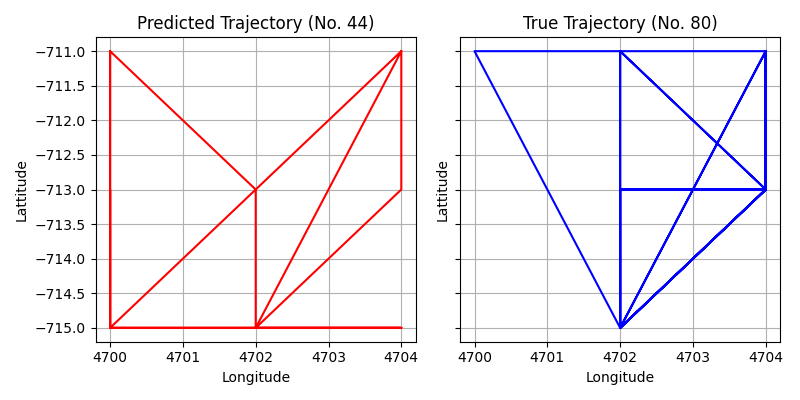 Predicted Trajectory (No. 44)
True Trajectory (No. 80)
−711.0
−711.5
−712.0
−712.5
−713.0
−713.5
−714.0
−714.5
−715.0
Lattitude
Lattitude
4700 4701 4702 4703 4704
4700 4701 4702 4703 4704
Longitude
Longitude